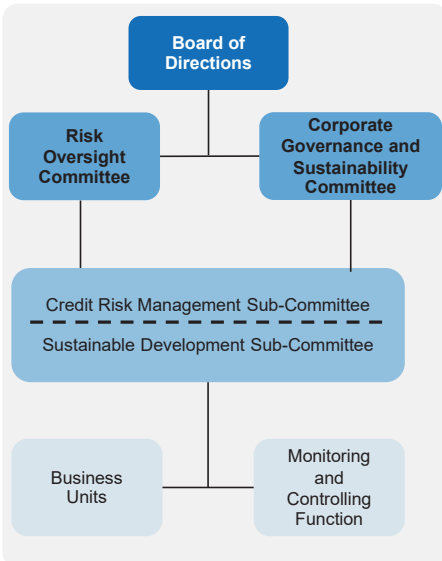 Board of
Directions
Risk
Oversight
Committee
Corporate
Governance and
Sustainability
Committee
Credit Risk Management Sub-Committee
Sustainable Development Sub-Committee
Business
Units
Monitoring
and
Controlling
Function